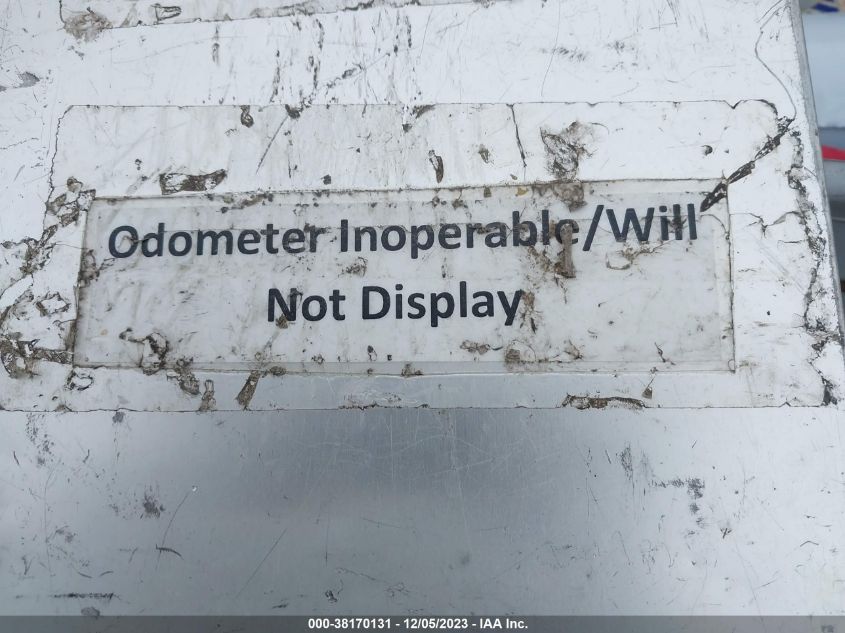 Odometer Inoperable/Will
Not Display
000-38170131 - 12/05/2023 - IAA Inc.